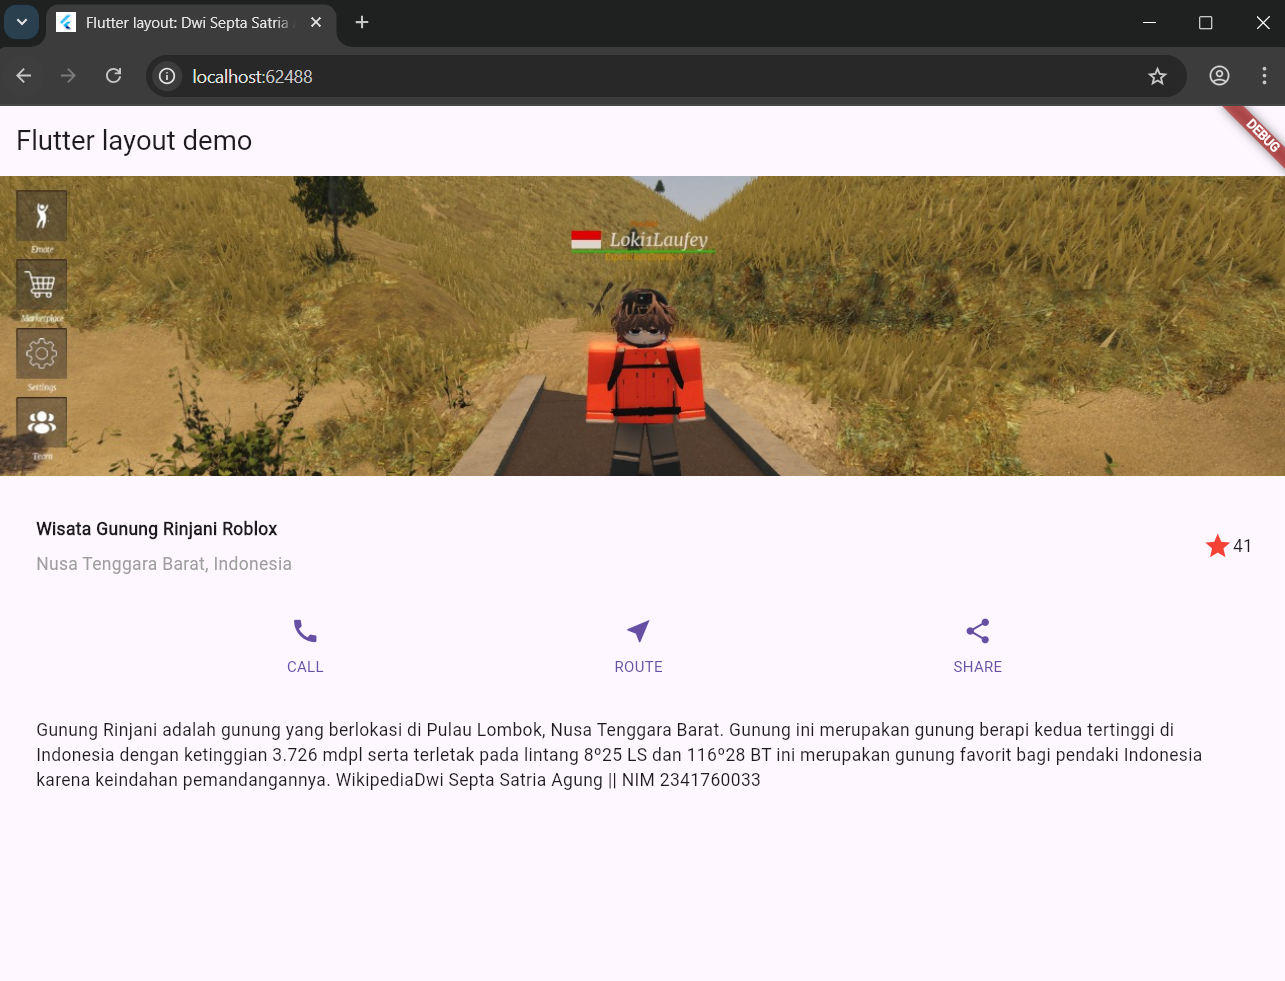 Flutter layout: Dwi Septa Satria
localhost:62488
Flutter layout demo
DEBUG
Emote
Loki1Laufey
Marketplace
Settings
Team
Wisata Gunung Rinjani Roblox
Nusa Tenggara Barat, Indonesia
41
CALL
ROUTE
SHARE
Gunung Rinjani adalah gunung yang berlokasi di Pulau Lombok, Nusa Tenggara Barat. Gunung ini merupakan gunung berapi kedua tertinggi di
Indonesia dengan ketinggian 3.726 mdpl serta terletak pada lintang 8º25 LS dan 116º28 BT ini merupakan gunung favorit bagi pendaki Indonesia
karena keindahan pemandangannya. WikipediaDwi Septa Satria Agung || NIM 2341760033